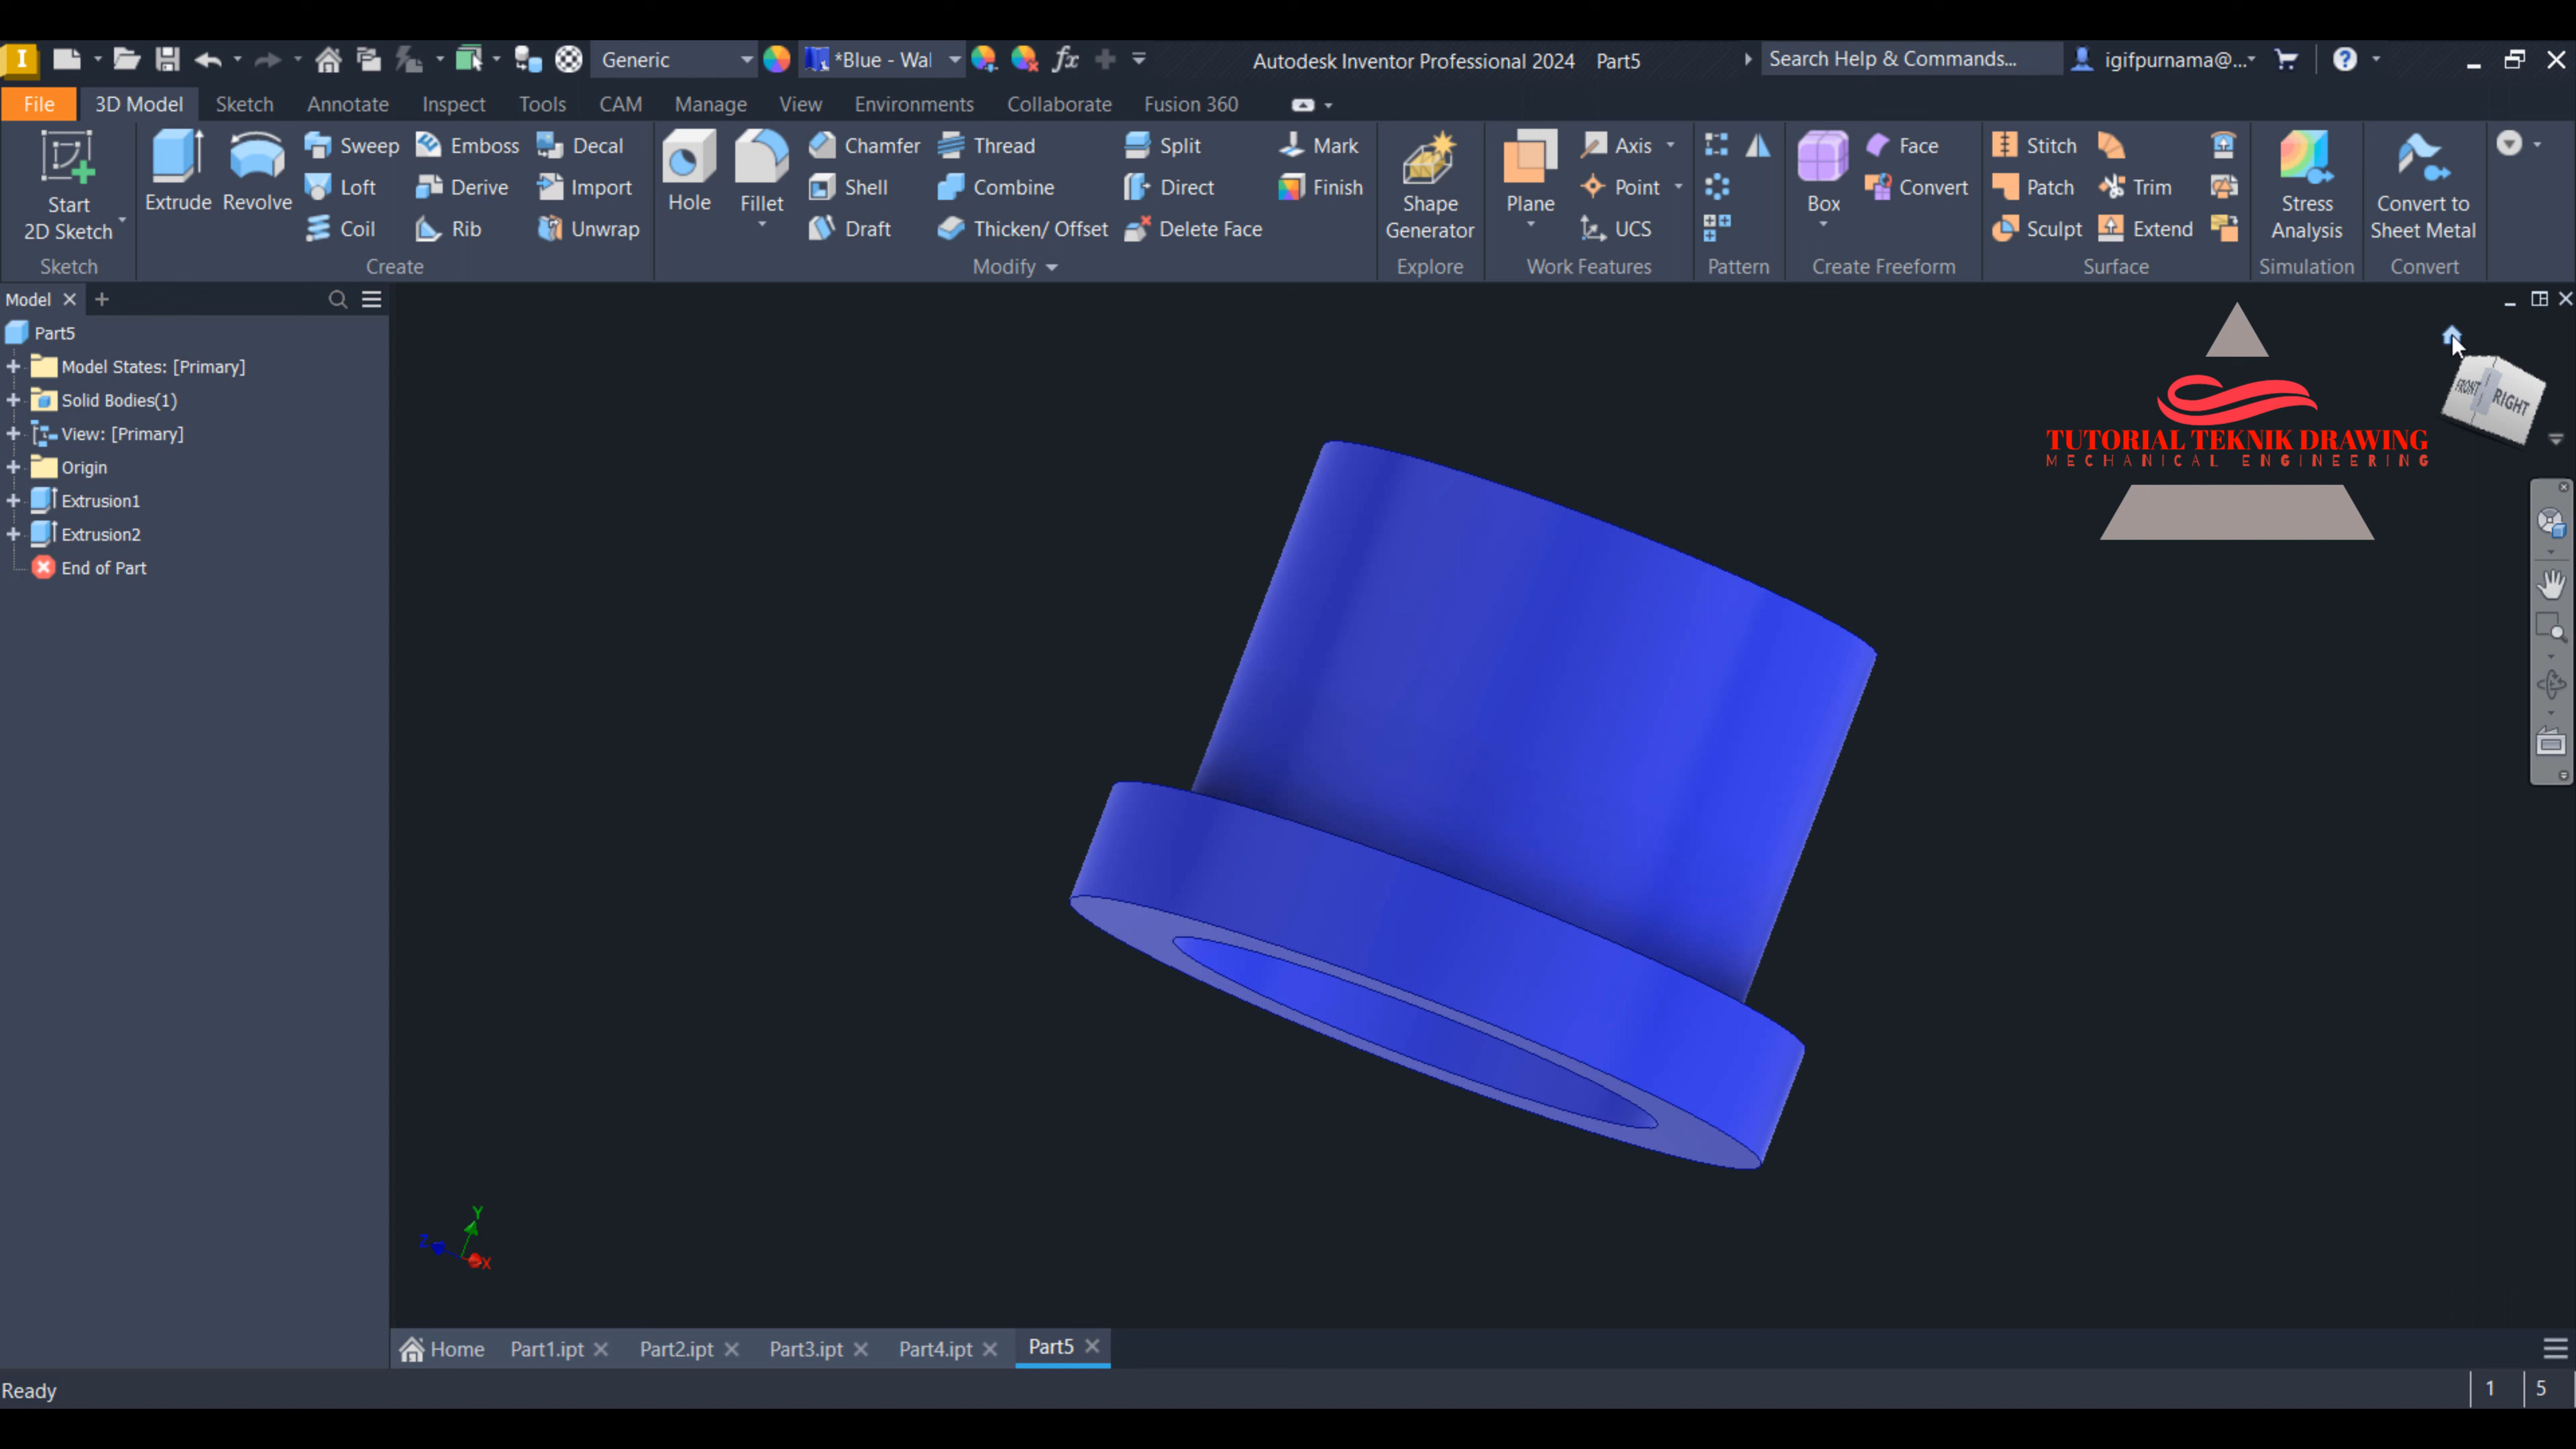 Generic
*Blue - Wal
fx
Autodesk Inventor Professional 2024 Part5
Search Help & Commands...
igifpurnama@...
File 3D Model Sketch Annotate Inspect Tools CAM Manage View Environments Collaborate Fusion 360
Start
2D Sketch
Sketch
Extrude
Revolve
Sweep
Loft
Coil
Emboss
Derive
Rib
Decal
Import
Unwrap
Create
Hole
Fillet
Chamfer
Shell
Draft
Thread
Combine
Thicken/ Offset
Split
Direct
Delete Face
Mark
Finish
Modify
Shape
Generator
Explore
Plane
Axis
Point
UCS
Work Features
Pattern
Box
Face
Convert
Create Freeform
Stitch
Patch
Sculpt
Trim
Extend
Surface
Stress
Analysis
Simulation
Convert to
Sheet Metal
Convert
Model
Part5
Model States: [Primary]
Solid Bodies(1)
View: [Primary]
Origin
Extrusion1
Extrusion2
End of Part
FRONT RIGHT
TUTORIAL TEKNIK DRAWING
MECHANICAL ENGINEERING
Y
Z
X
Home Part1.ipt Part2.ipt Part3.ipt Part4.ipt Part5
Ready
1 5